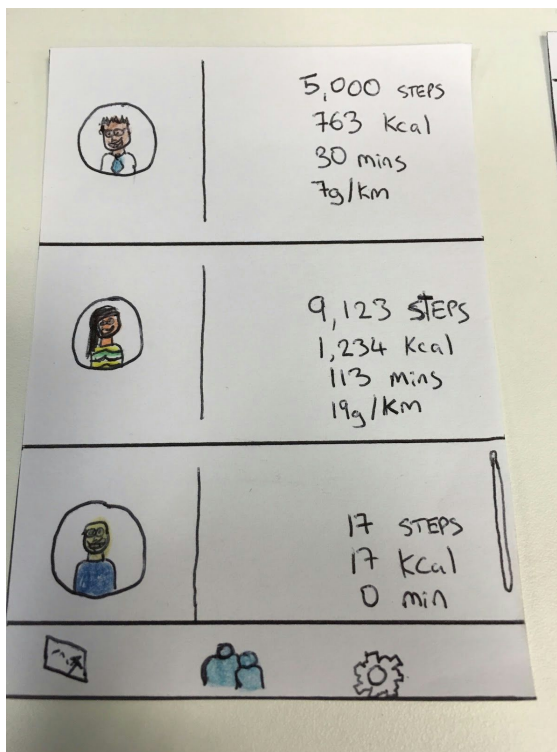 5,000 STEPS
763 Kcal
30 mins
7g/km
9,123 STEPS
1,234 Kcal
113 mins
19g/Km
17 STEPS
17 KCal
0 min